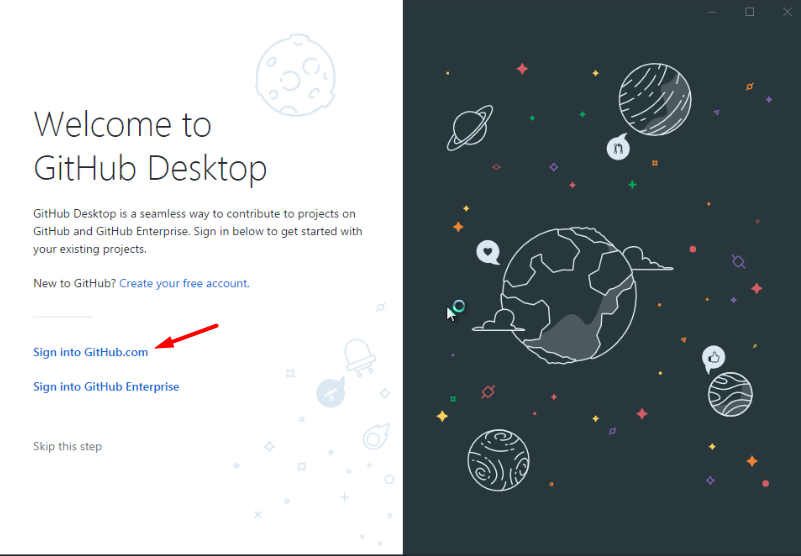 Welcome to
GitHub Desktop
GitHub Desktop is a seamless way to contribute to projects on
GitHub and GitHub Enterprise. Sign in below to get started with
your existing projects.
New to GitHub? Create your free account.
Sign into GitHub.com
Sign into GitHub Enterprise
Skip this step